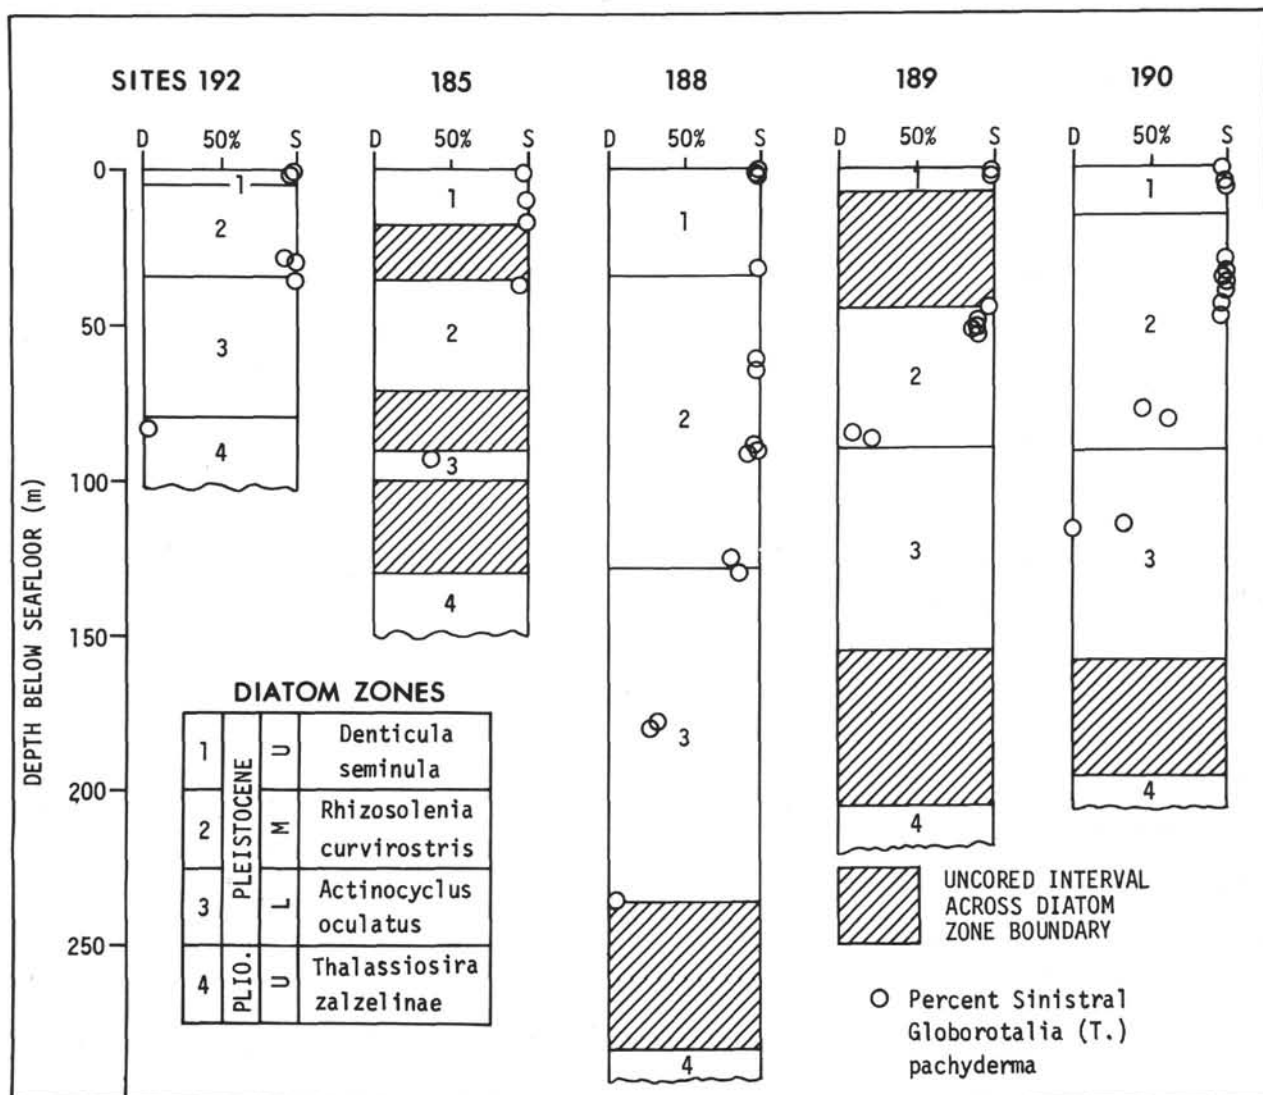 SITES 192 185 188 189 190
D 50% S D 50% S D 50% S D 50% S D 50% S
0
50
100
150
200
250
DEPTH BELOW SEAFLOOR (m)
1
2
3
4
1
2
3
4
1
2
3
4
1
2
3
4
1
2
3
4
DIATOM ZONES
1 PLEISTOCENE U Denticula
seminula
2 M Rhizosolenia
curvirostris
3 L Actinocyclus
oculatus
4 PLIO. U Thalassiosira
zalzelinae
UNCORED INTERVAL
ACROSS DIATOM
ZONE BOUNDARY
Percent Sinistral
Globorotalia (T.)
pachyderma